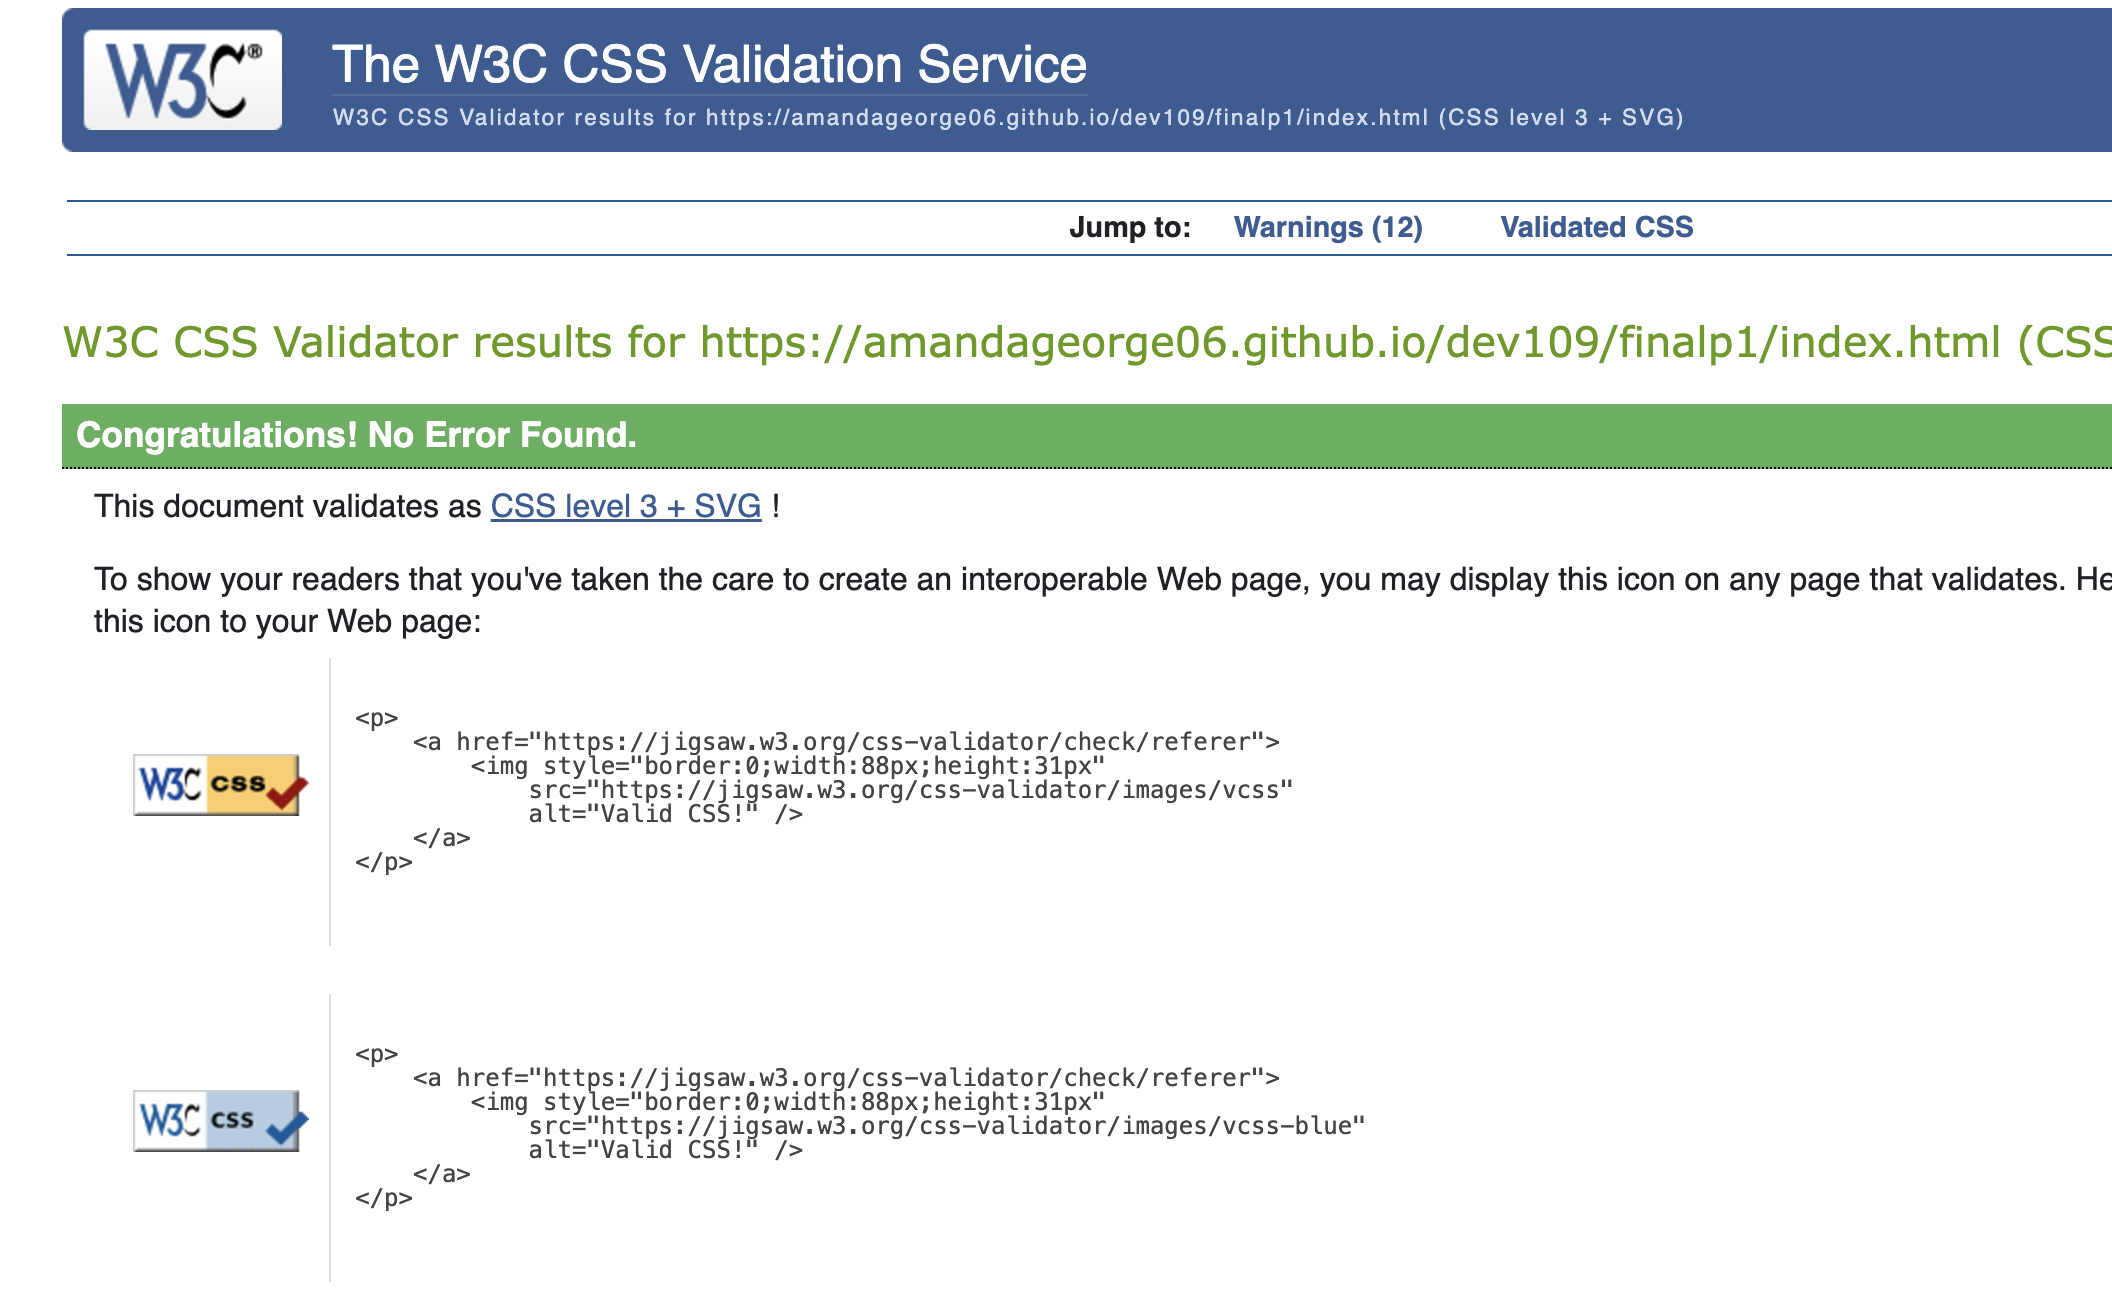 W3C®
The W3C CSS Validation Service
W3C CSS Validator results for https://amandageorge06.github.io/dev109/finalp1/index.html (CSS level 3 + SVG)
Jump to: Warnings (12) Validated CSS
W3C CSS Validator results for https://amandageorge06.github.io/dev109/finalp1/index.html (CSS
Congratulations! No Error Found.
This document validates as CSS level 3 + SVG !
To show your readers that you've taken the care to create an interoperable Web page, you may display this icon on any page that validates. He
this icon to your Web page:
W3C css
<p>
    <a href="https://jigsaw.w3.org/css-validator/check/referer">
        <img style="border:0;width:88px;height:31px"
            src="https://jigsaw.w3.org/css-validator/images/vcss"
            alt="Valid CSS!" />
    </a>
</p>
W3C css
<p>
    <a href="https://jigsaw.w3.org/css-validator/check/referer">
        <img style="border:0;width:88px;height:31px"
            src="https://jigsaw.w3.org/css-validator/images/vcss-blue"
            alt="Valid CSS!" />
    </a>
</p>